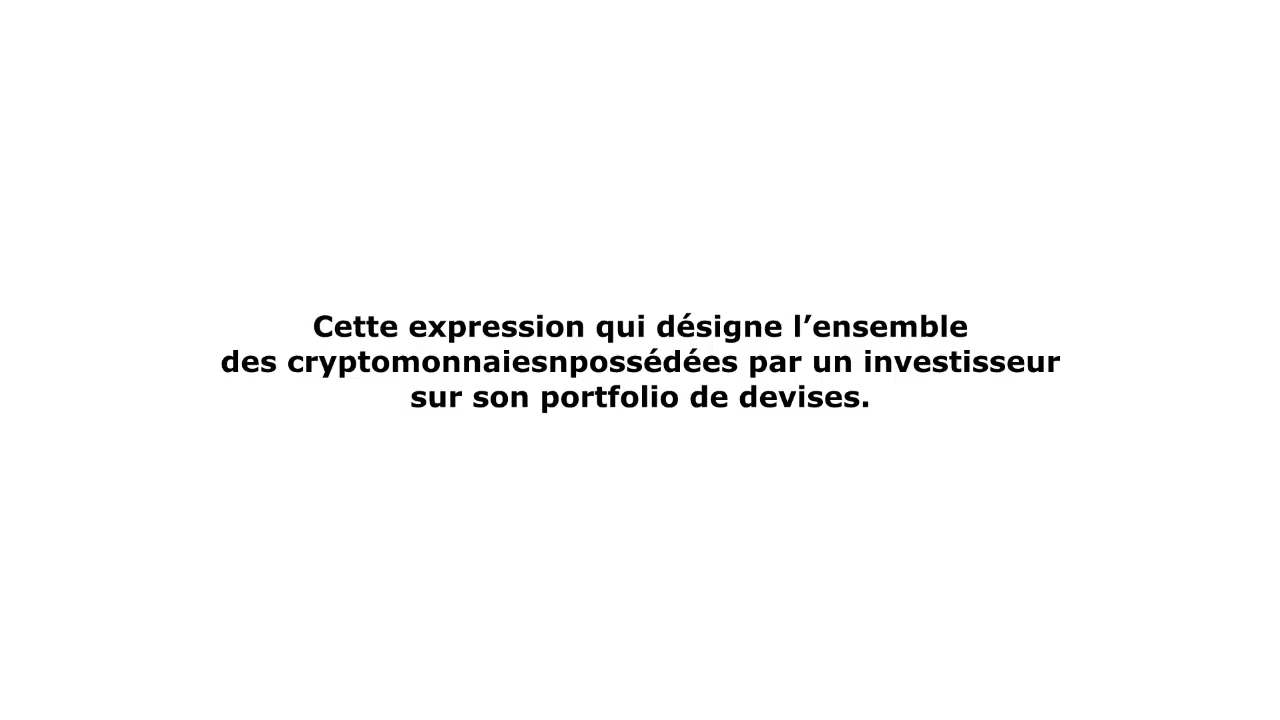 Cette expression qui désigne l’ensemble
des cryptomonnaiesnpossédées par un investisseur
sur son portfolio de devises.